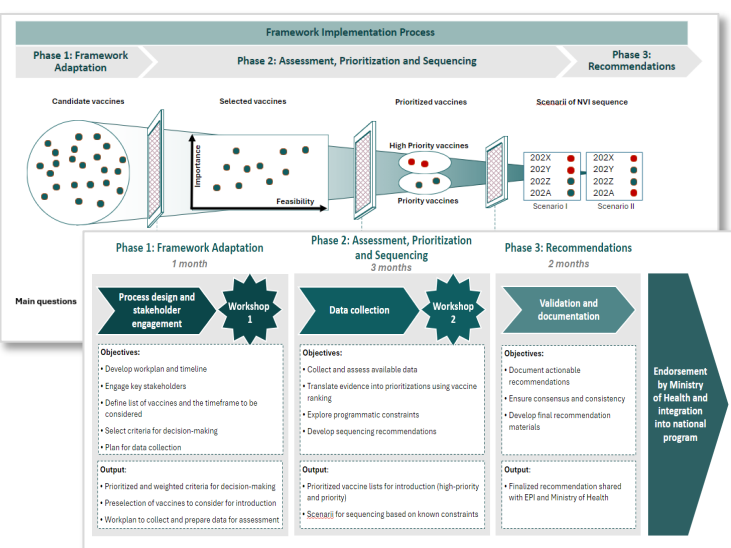 Framework Implementation Process
Phase 1: Framework
Adaptation
Phase 2: Assessment, Prioritization and Sequencing
Phase 3:
Recommendations
Candidate vaccines
Selected vaccines
Prioritized vaccines
Scenarii of NVI sequence
Importance
Feasibility
High Priority vaccines
Priority vaccines
202X
202Y
202Z
202A
Scenario I
202X
202Y
202Z
202A
Scenario II
Main questions
Phase 1: Framework Adaptation
1 month
Process design and
stakeholder
engagement
Workshop
1
Objectives:
• Develop workplan and timeline
• Engage key stakeholders
• Define list of vaccines and the timeframe to be
considered
• Select criteria for decision-making
• Plan for data collection
Output:
• Prioritized and weighted criteria for decision-making
• Preselection of vaccines to consider for introduction
• Workplan to collect and prepare data for assessment
Phase 2: Assessment, Prioritization
and Sequencing
3 months
Data collection
Workshop
2
Objectives:
• Collect and assess available data
• Translate evidence into prioritizations using vaccine
ranking
• Explore programmatic constraints
• Develop sequencing recommendations
Output:
• Prioritized vaccine lists for introduction (high-priority
and priority)
• Scenarii for sequencing based on known constraints
Phase 3: Recommendations
2 months
Validation and
documentation
Objectives:
• Document actionable
recommendations
• Ensure consensus and consistency
• Develop final recommendation
materials
Output:
• Finalized recommendation shared
with EPI and Ministry of Health
Endorsement
by Ministry
of Health and
integration
into national
program